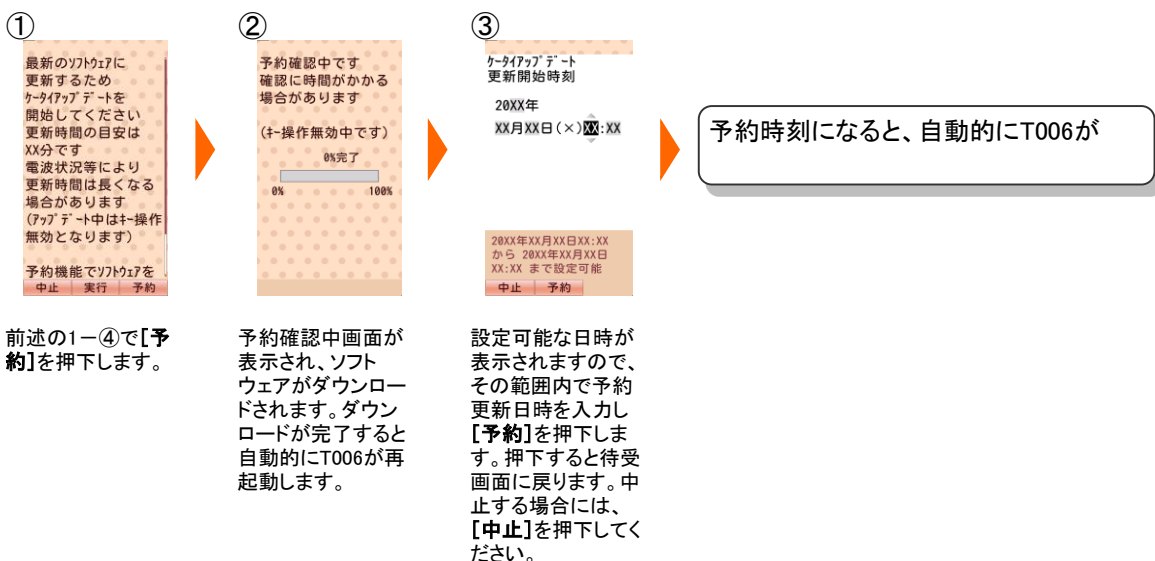 ①
最新のｿﾌﾄｳｪｱに
更新するため
ｹｰﾀｲｱｯﾌﾟﾃﾞｰﾄを
開始してください
更新時間の目安は
XX分です
電波状況等により
更新時間は長くなる
場合があります
(ｱｯﾌﾟﾃﾞｰﾄ中はｷｰ操作
無効となります)
予約機能でｿﾌﾄｳｪｱを
中止 実行 予約
前述の1－④で[予
約]を押下します。
②
予約確認中です
確認に時間がかかる
場合があります
(ｷｰ操作無効中です)
0%完了
0% 100%
予約確認中画面が
表示され、ソフト
ウェアがダウンロー
ドされます。ダウン
ロードが完了すると
自動的にT006が再
起動します。
③
ｹｰﾀｲｱｯﾌﾟﾃﾞｰﾄ
更新開始時刻
20XX年
XX月XX日(×)XX:XX
20XX年XX月XX日XX:XX
から 20XX年XX月XX日
XX:XX まで設定可能
中止 予約
設定可能な日時が
表示されますので、
その範囲内で予約
更新日時を入力し
[予約]を押下しま
す。押下すると待受
画面に戻ります。中
止する場合には、
[中止]を押下してく
ださい。
予約時刻になると、自動的にT006が